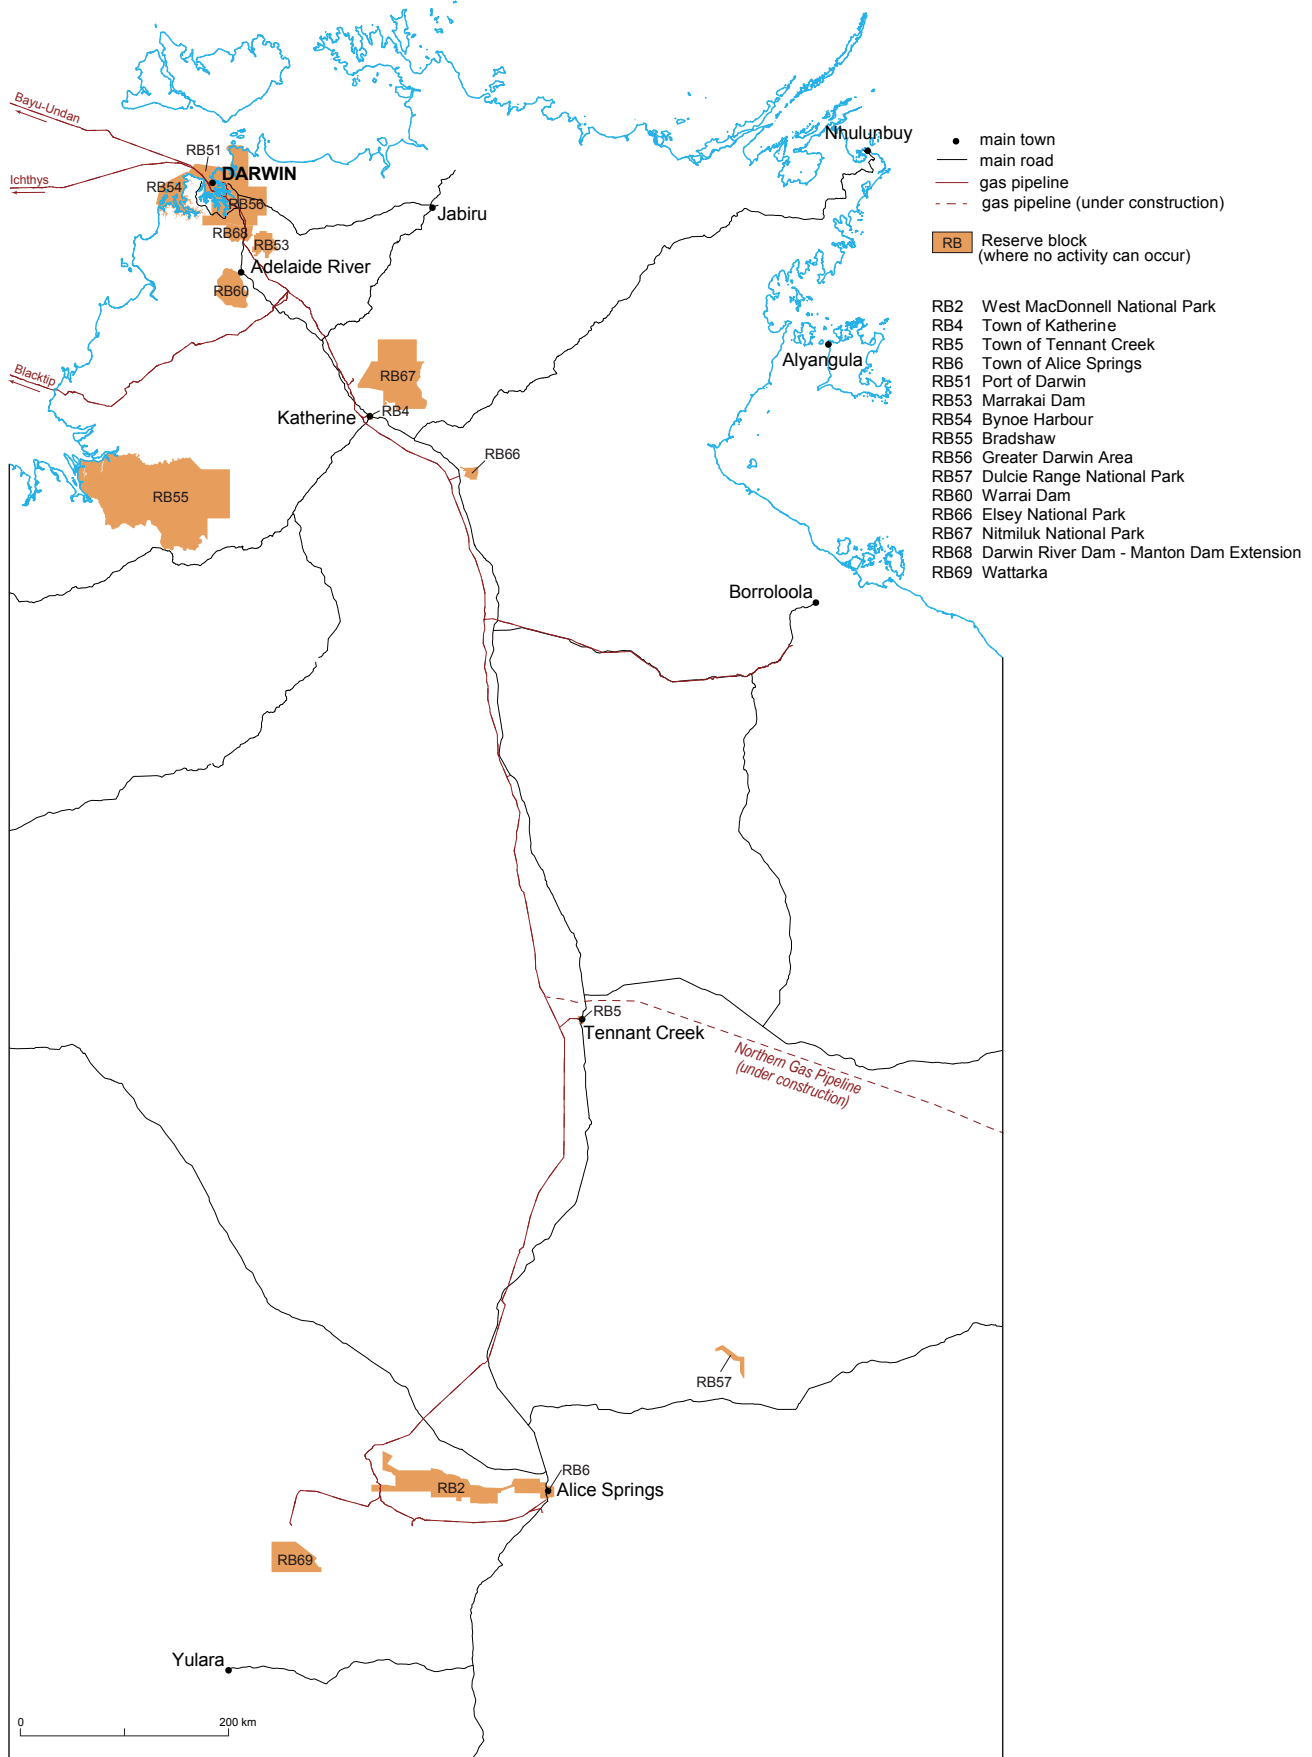 Bayu-Undan
Nhulunbuy
RB51
DARWIN
Ichthys
RB54
RB56
Jabiru
RB68
RB53
Adelaide River
RB60
Alyangula
Blacktip
RB67
Katherine
RB4
RB66
RB55
Borroloola
RB5
Tennant Creek
Northern Gas Pipeline
(under construction)
RB57
RB6
RB2
Alice Springs
RB69
Yulara
0
200 km
main town
main road
gas pipeline
gas pipeline (under construction)
RB
Reserve block
(where no activity can occur)
RB2 West MacDonnell National Park
RB4 Town of Katherine
RB5 Town of Tennant Creek
RB6 Town of Alice Springs
RB51 Port of Darwin
RB53 Marrakai Dam
RB54 Bynoe Harbour
RB55 Bradshaw
RB56 Greater Darwin Area
RB57 Dulcie Range National Park
RB60 Warrai Dam
RB66 Elsey National Park
RB67 Nitmiluk National Park
RB68 Darwin River Dam - Manton Dam Extension
RB69 Wattarka